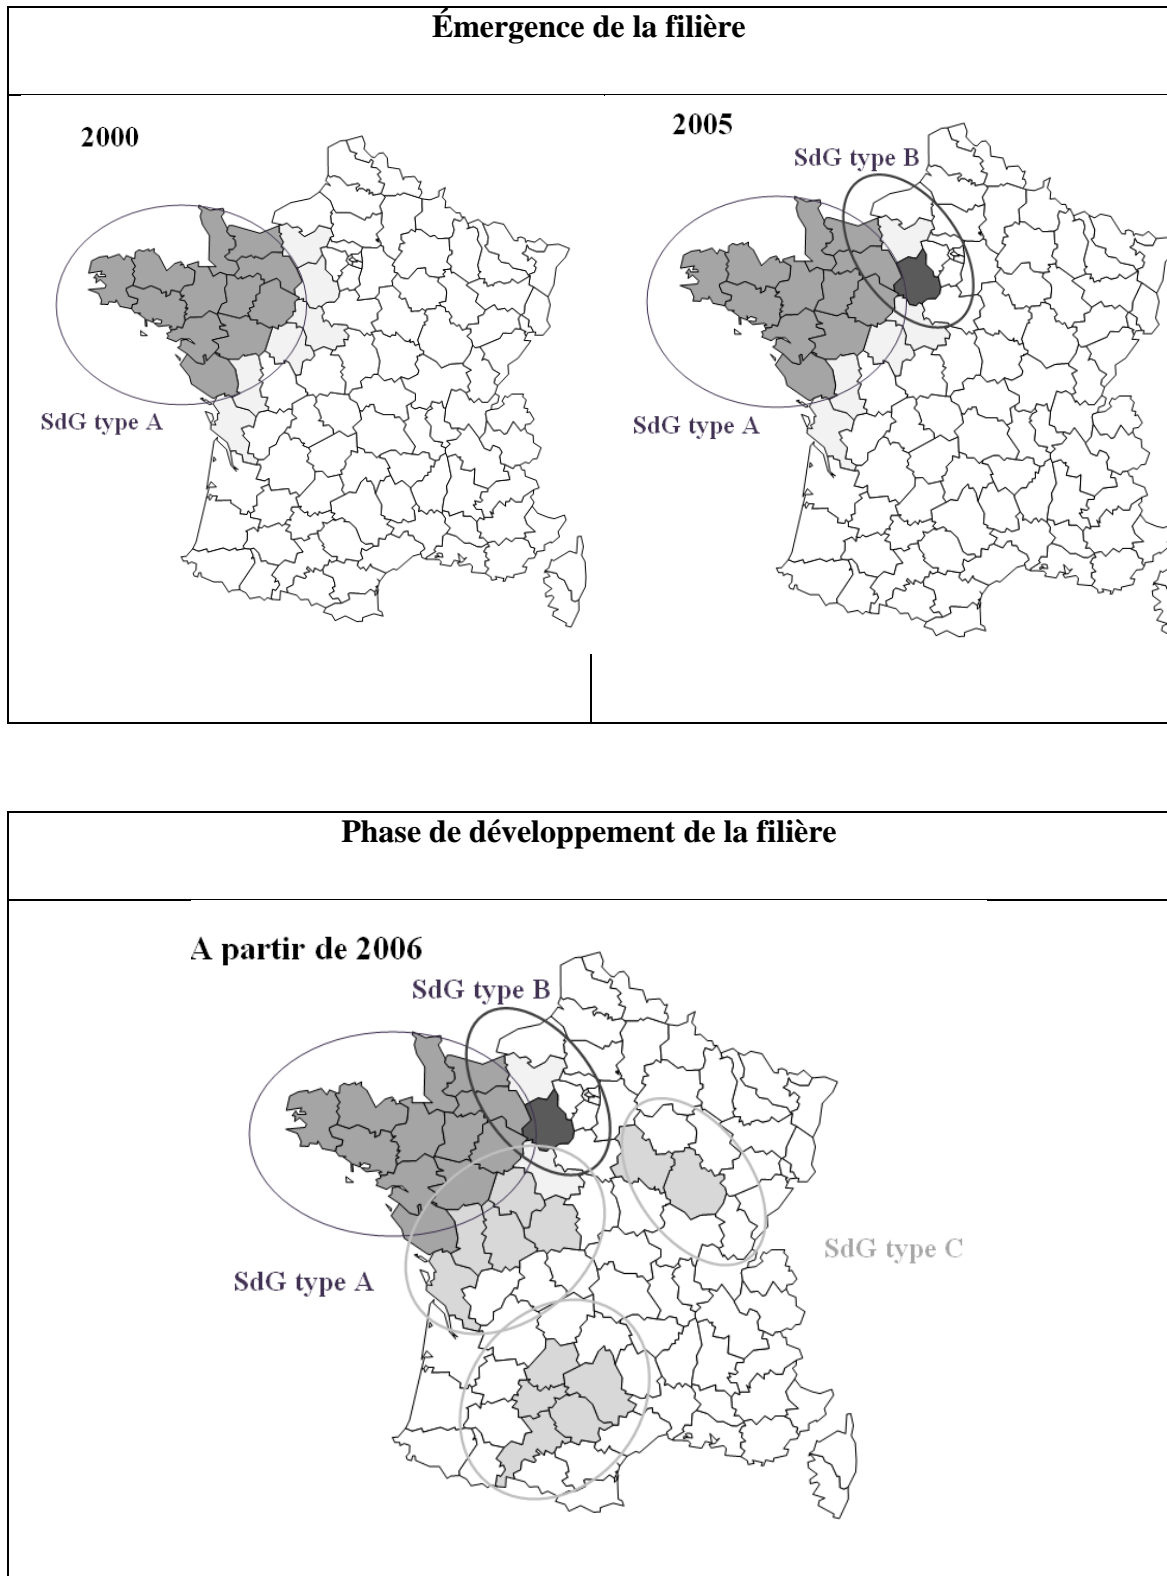 Émergence de la filière
2000
SdG type A
2005
SdG type B
SdG type A
Phase de développement de la filière
A partir de 2006
SdG type B
SdG type C
SdG type A